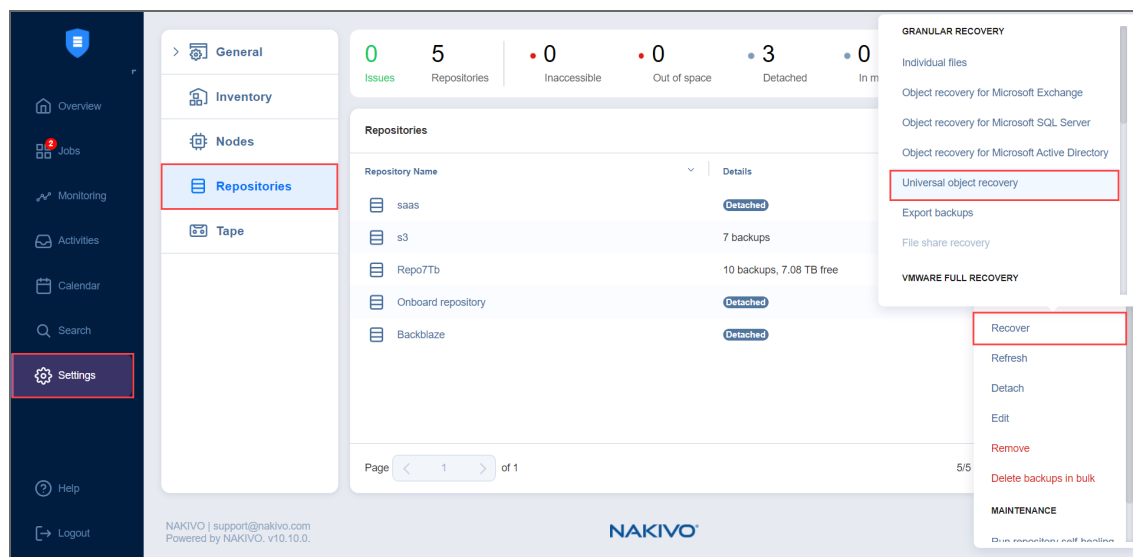 Overview
2
Jobs
Monitoring
Activities
Calendar
Search
Settings
Help
Logout
General
Inventory
Nodes
Repositories
Tape
0
Issues
5
Repositories
0
Inaccessible
0
Out of space
3
Detached
0
In m
Repositories
Repository Name
Details
saas
Detached
s3
7 backups
Repo7Tb
10 backups, 7.08 TB free
Onboard repository
Detached
Backblaze
Detached
Page 1 of 1
5/5
GRANULAR RECOVERY
Individual files
Object recovery for Microsoft Exchange
Object recovery for Microsoft SQL Server
Object recovery for Microsoft Active Directory
Universal object recovery
Export backups
File share recovery
VMWARE FULL RECOVERY
Recover
Refresh
Detach
Edit
Remove
Delete backups in bulk
MAINTENANCE
Run repository self-healing
NAKIVO | support@nakivo.com
Powered by NAKIVO. v10.10.0.
NAKIVO®